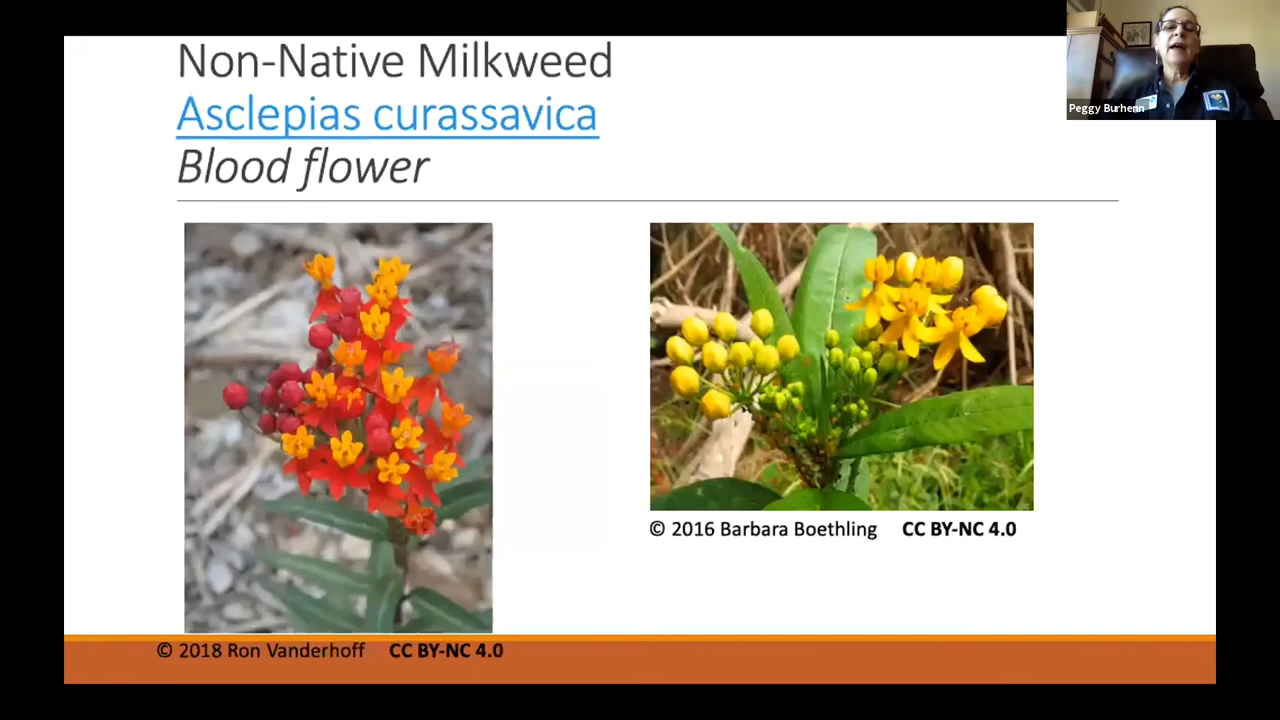 Non-Native Milkweed
Asclepias curassavica
Blood flower
Peggy Burhenn
© 2016 Barbara Boethling CC BY-NC 4.0
© 2018 Ron Vanderhoff CC BY-NC 4.0